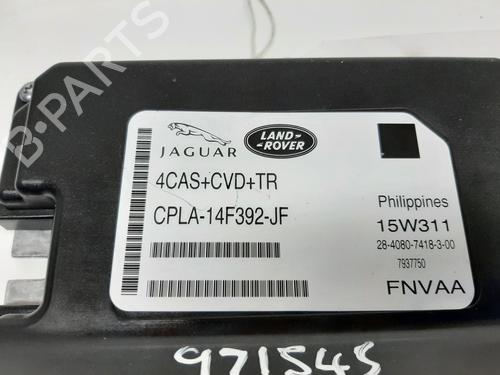 B-PARTS
JAGUAR
LAND-
ROVER
4CAS+CVD+TR
CPLA-14F392-JF
Philippines
15W311
28-4080-7418-3-00
7937750
FNVAA
971545